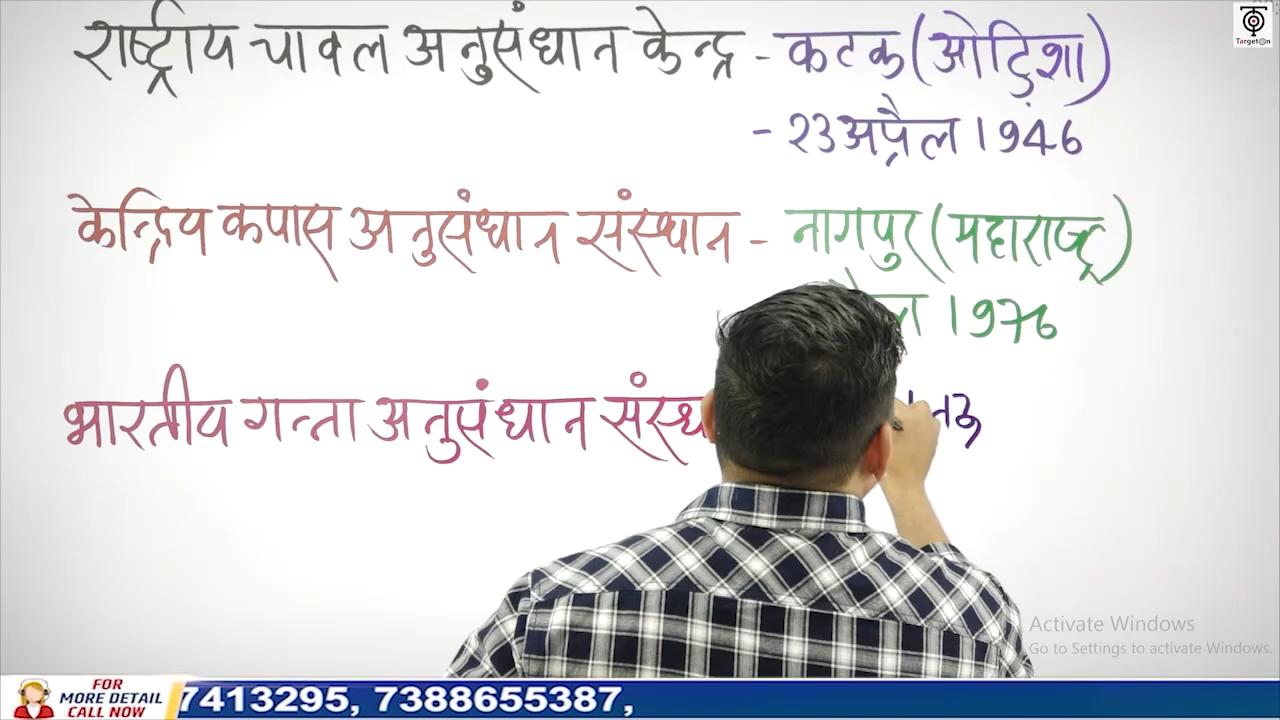 राष्ट्रीय चावल अनुसंधान केन्द्र - कटक (ओड़िशा)
- 23 अप्रैल 1946
केन्द्रिय कपास अनुसंधान संस्थान - नागपुर (महाराष्ट्र)
1976
भारतीय गन्ना अनुसंधान
TargetOn
Activate Windows
Go to Settings to activate Windows.
FOR
MORE DETAIL
CALL NOW
7413295, 7388655387,